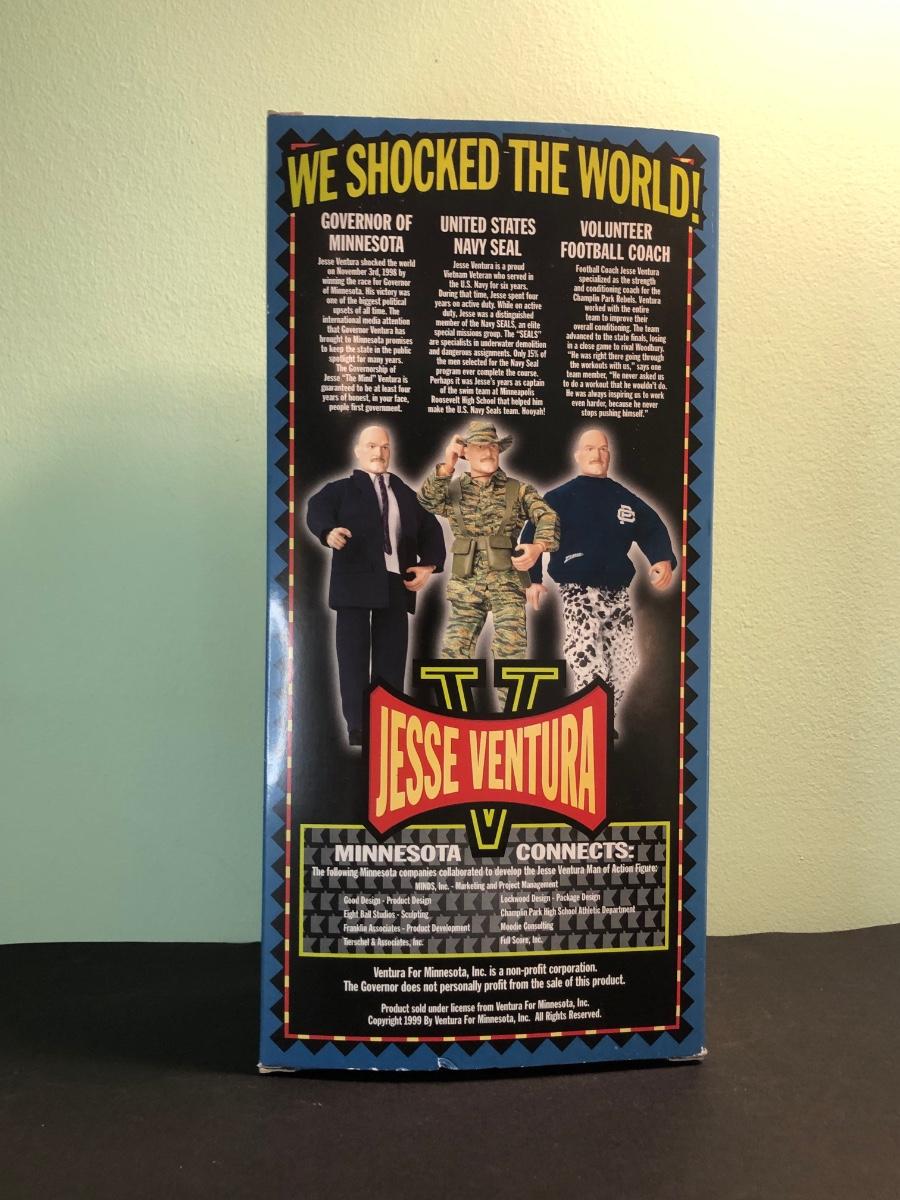 WE SHOCKED THE WORLD!
GOVERNOR OF
MINNESOTA
Jesse Ventura shocked the world
on November 3rd, 1998 by
winning the race for Governor
of Minnesota. His victory was
one of the biggest political
upsets of all time. The
international media attention
that Governor Ventura has
brought to Minnesota promises
to keep the state in the public
spotlight for many years.
The Governorship of
Jesse "The Mind" Ventura is
guaranteed to be at least four
years of honest, in your face,
people first government.
UNITED STATES
NAVY SEAL
Jesse Ventura is a proud
Vietnam Veteran who served in
the U.S. Navy for six years.
During that time, Jesse spent four
years on active duty. While on active
duty, Jesse was a distinguished
member of the Navy SEALS, an elite
special missions group. The "SEALS"
are specialists in underwater demolition
and dangerous assignments. Only 15% of
the men selected for the Navy Seal
program ever complete the course.
Perhaps it was Jesse's years as captain
of the swim team at Minneapolis
Roosevelt High School that helped him
make the U.S. Navy Seals team. Hooyah!
VOLUNTEER
FOOTBALL COACH
Football Coach Jesse Ventura
specialized as the strength
and conditioning coach for the
Champlin Park Rebels. Ventura
worked with the entire
team to improve their
overall conditioning. The team
advanced to the state finals, losing
in a close game to rival Woodbury.
"He was right there going through
the workouts with us," says one
team member, "He never asked us
to do a workout that he wouldn't do.
He was always inspiring us to work
even harder, because he never
stops pushing himself."
JESSE VENTURA
V
MINNESOTA CONNECTS:
The following Minnesota companies collaborated to develop the Jesse Ventura Man of Action Figure:
MINDS, Inc. - Marketing and Project Management
Good Design - Product Design
Eight Ball Studios - Sculpting
Franklin Associates - Product Development
Tierschel & Associates, Inc.
Lockwood Design - Package Design
Champlin Park High School Athletic Department
Moodie Consulting
Full Score, Inc.
Ventura For Minnesota, Inc. is a non-profit corporation.
The Governor does not personally profit from the sale of this product.
Product sold under license from Ventura For Minnesota, Inc.
Copyright 1999 By Ventura For Minnesota, Inc. All Rights Reserved.